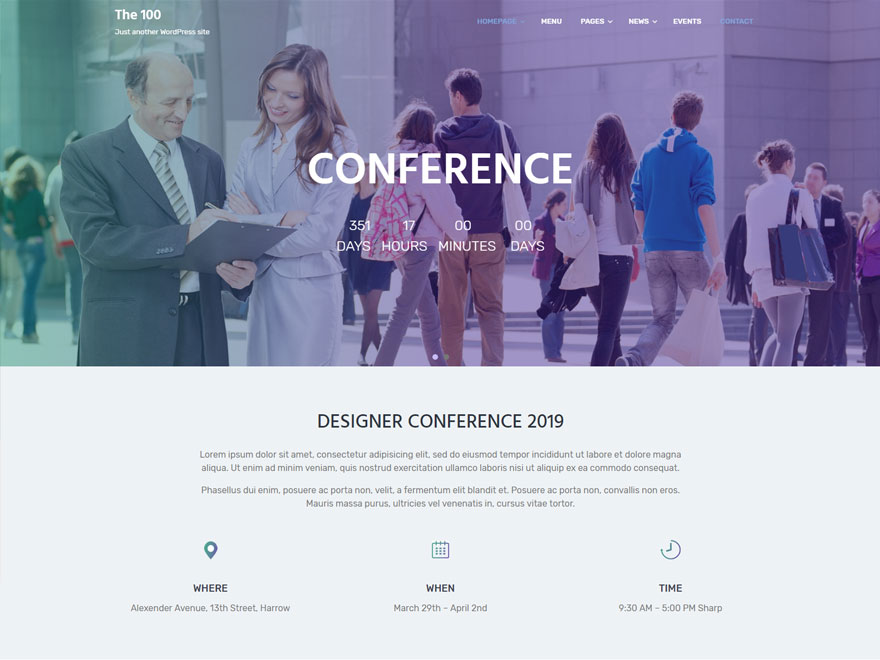 The 100
Just another WordPress site
HOMEPAGE MENU PAGES NEWS EVENTS CONTACT
CONFERENCE
351 17 00 00
DAYS HOURS MINUTES DAYS
DESIGNER CONFERENCE 2019
Lorem ipsum dolor sit amet, consectetur adipisicing elit, sed do eiusmod tempor incididunt ut labore et dolore magna
aliqua. Ut enim ad minim veniam, quis nostrud exercitation ullamco laboris nisi ut aliquip ex ea commodo consequat.
Phasellus dui enim, posuere ac porta non, velit, a fermentum elit blandit et. Posuere ac porta non, convallis non eros.
Mauris massa purus, ultricies vel venenatis in, cursus vitae tortor.
WHERE WHEN TIME
Alexender Avenue, 13th Street, Harrow March 29th – April 2nd 9:30 AM – 5:00 PM Sharp